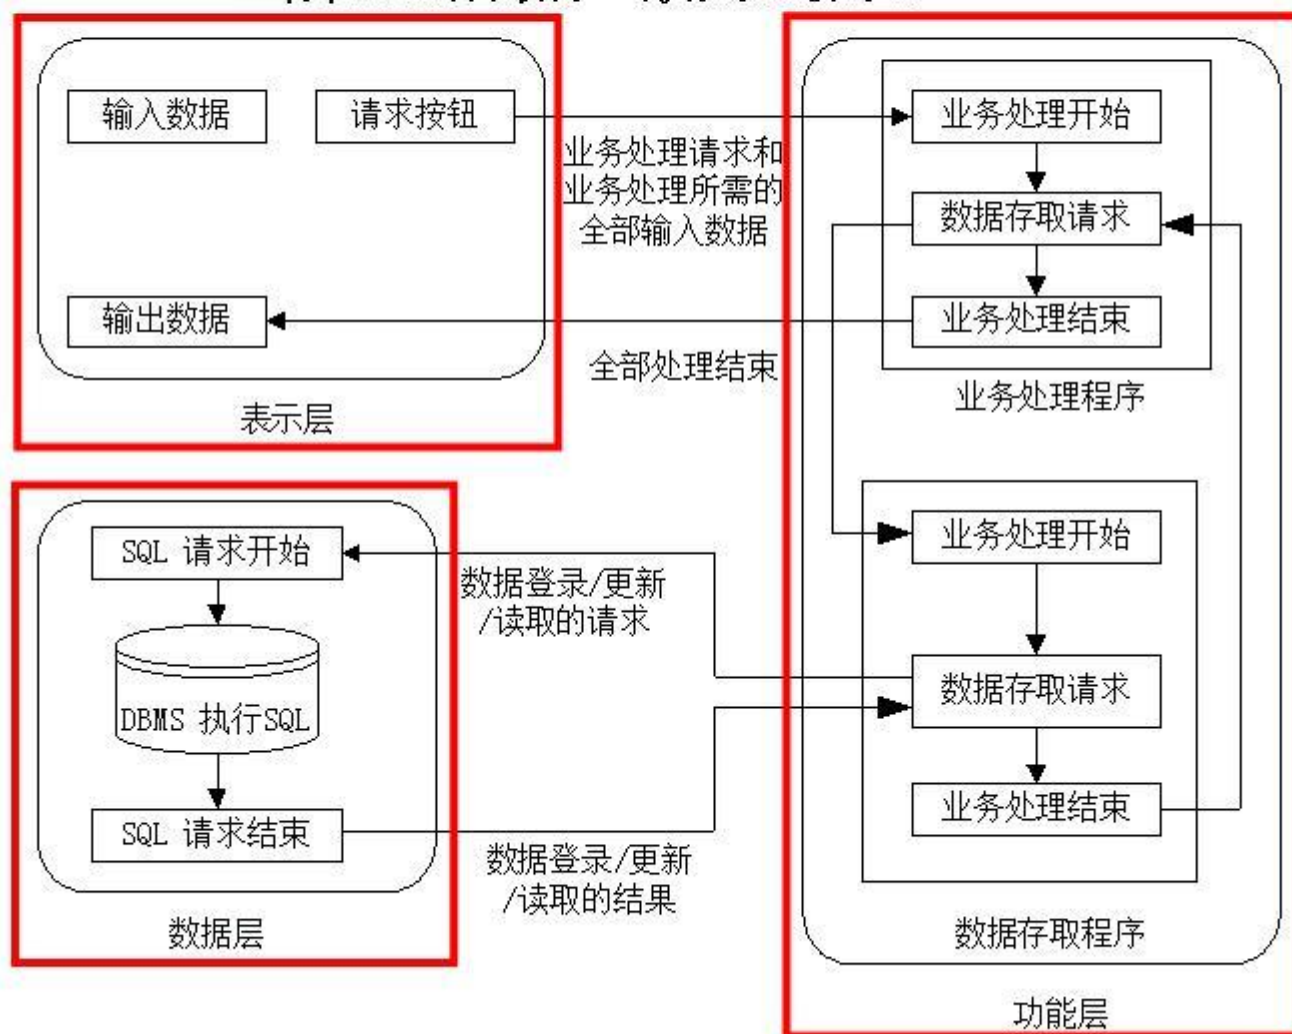 输入数据
请求按钮
业务处理请求和
业务处理所需的
全部输入数据
输出数据
全部处理结束
表示层
业务处理开始
数据存取请求
业务处理结束
业务处理程序
SQL 请求开始
DBMS 执行SQL
SQL 请求结束
数据层
数据登录/更新
/读取的请求
数据登录/更新
/读取的结果
业务处理开始
数据存取请求
业务处理结束
数据存取程序
功能层